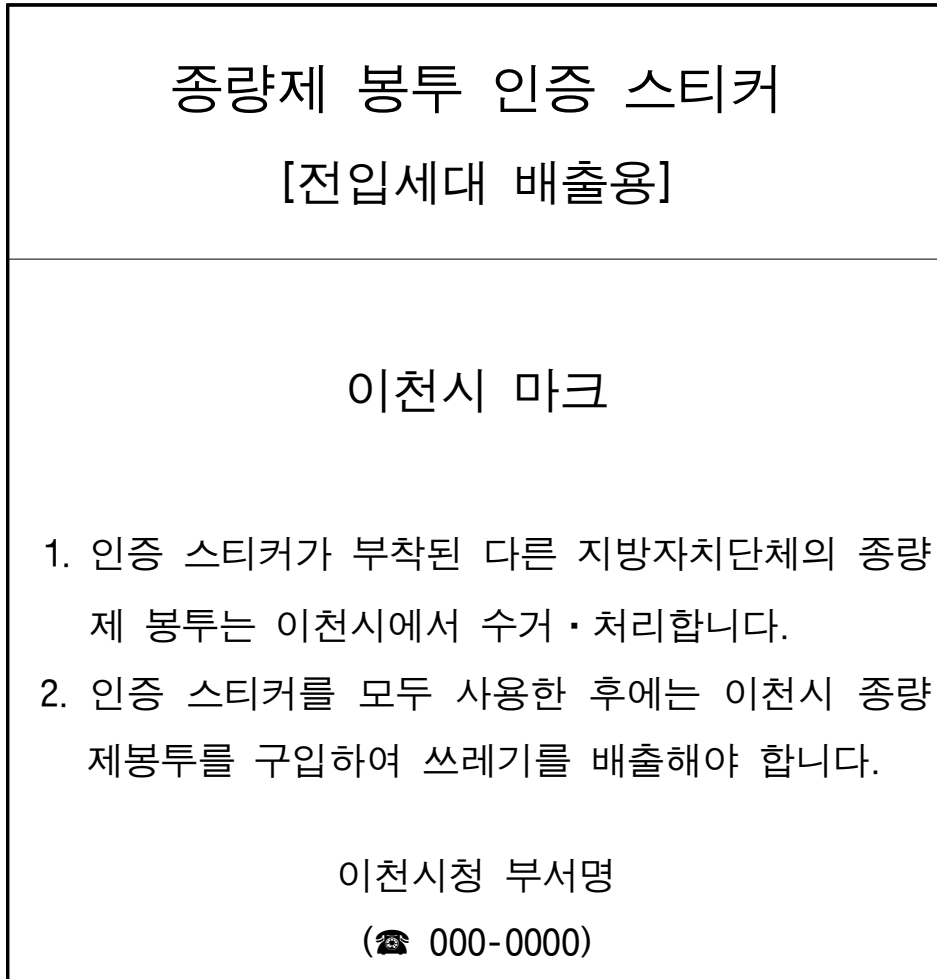 종량제 봉투 인증 스티커
[전입세대 배출용]
이천시 마크
1. 인증 스티커가 부착된 다른 지방자치단체의 종량
제 봉투는 이천시에서 수거･처리합니다.
2. 인증 스티커를 모두 사용한 후에는 이천시 종량
제봉투를 구입하여 쓰레기를 배출해야 합니다.
이천시청 부서명
(☎ 000-0000)